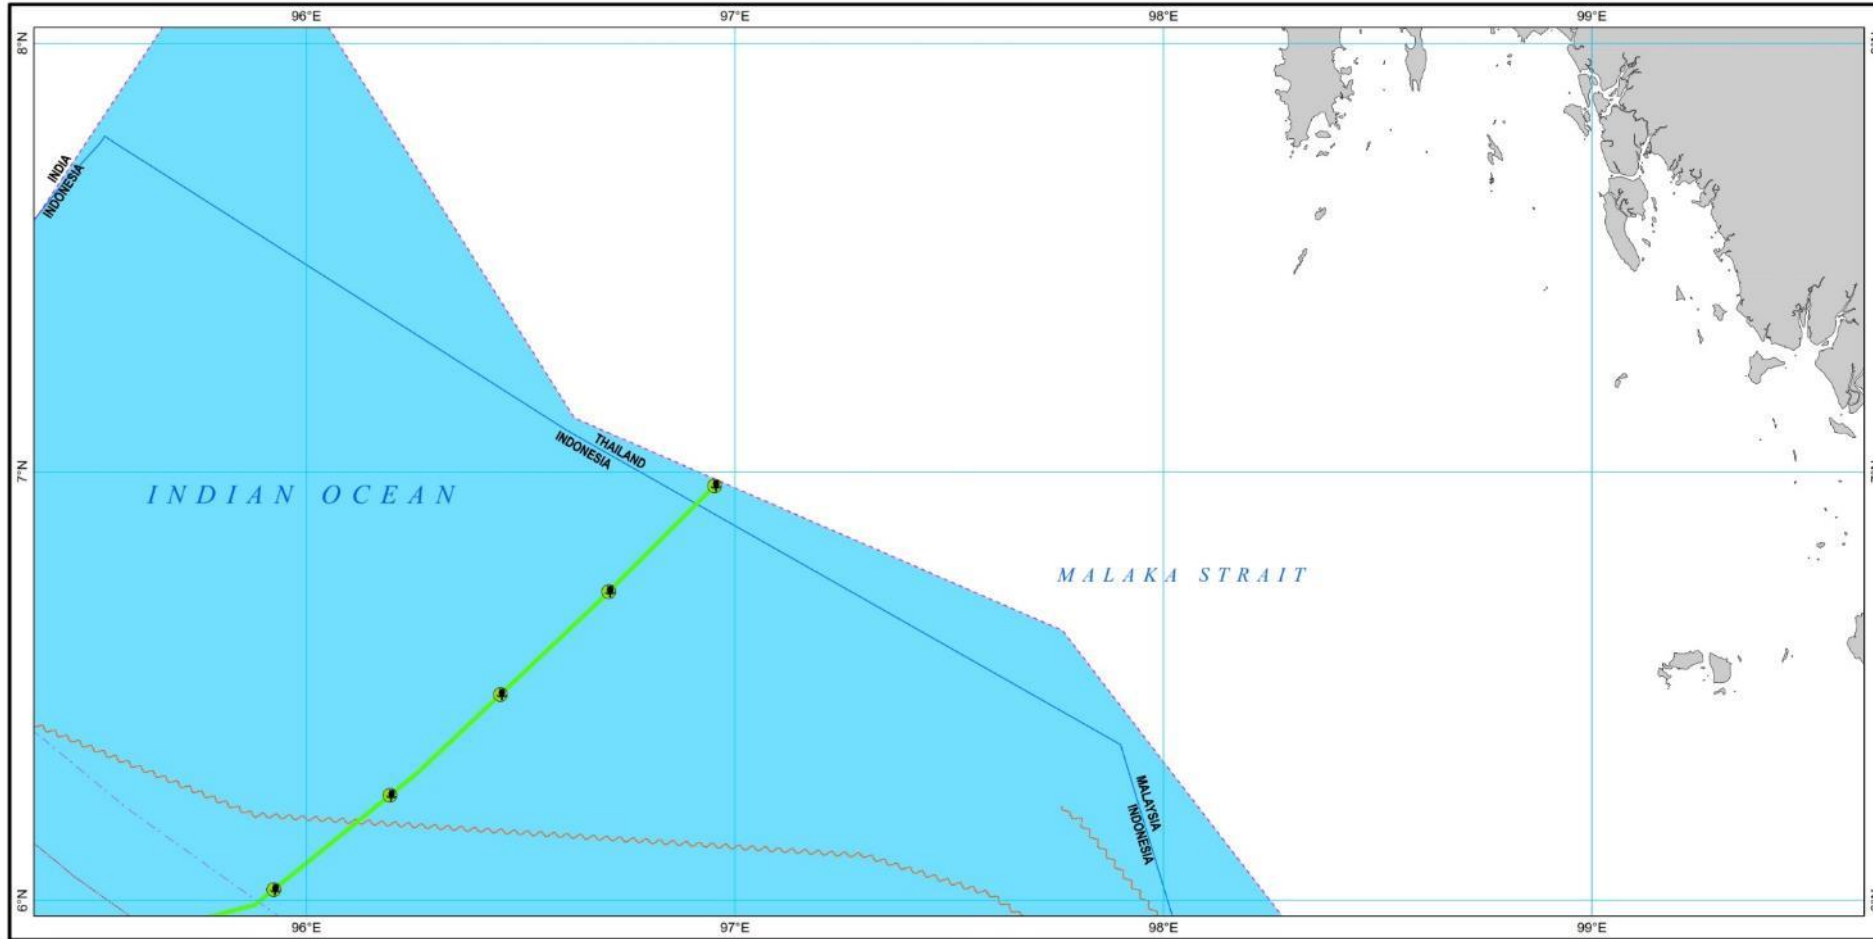 96°E 97°E 98°E 99°E
8°N
INDIA
INDONESIA
THAILAND
INDONESIA
7°N
INDIAN OCEAN
MALAKA STRAIT
MALAYSIA
INDONESIA
6°N
96°E 97°E 98°E 99°E